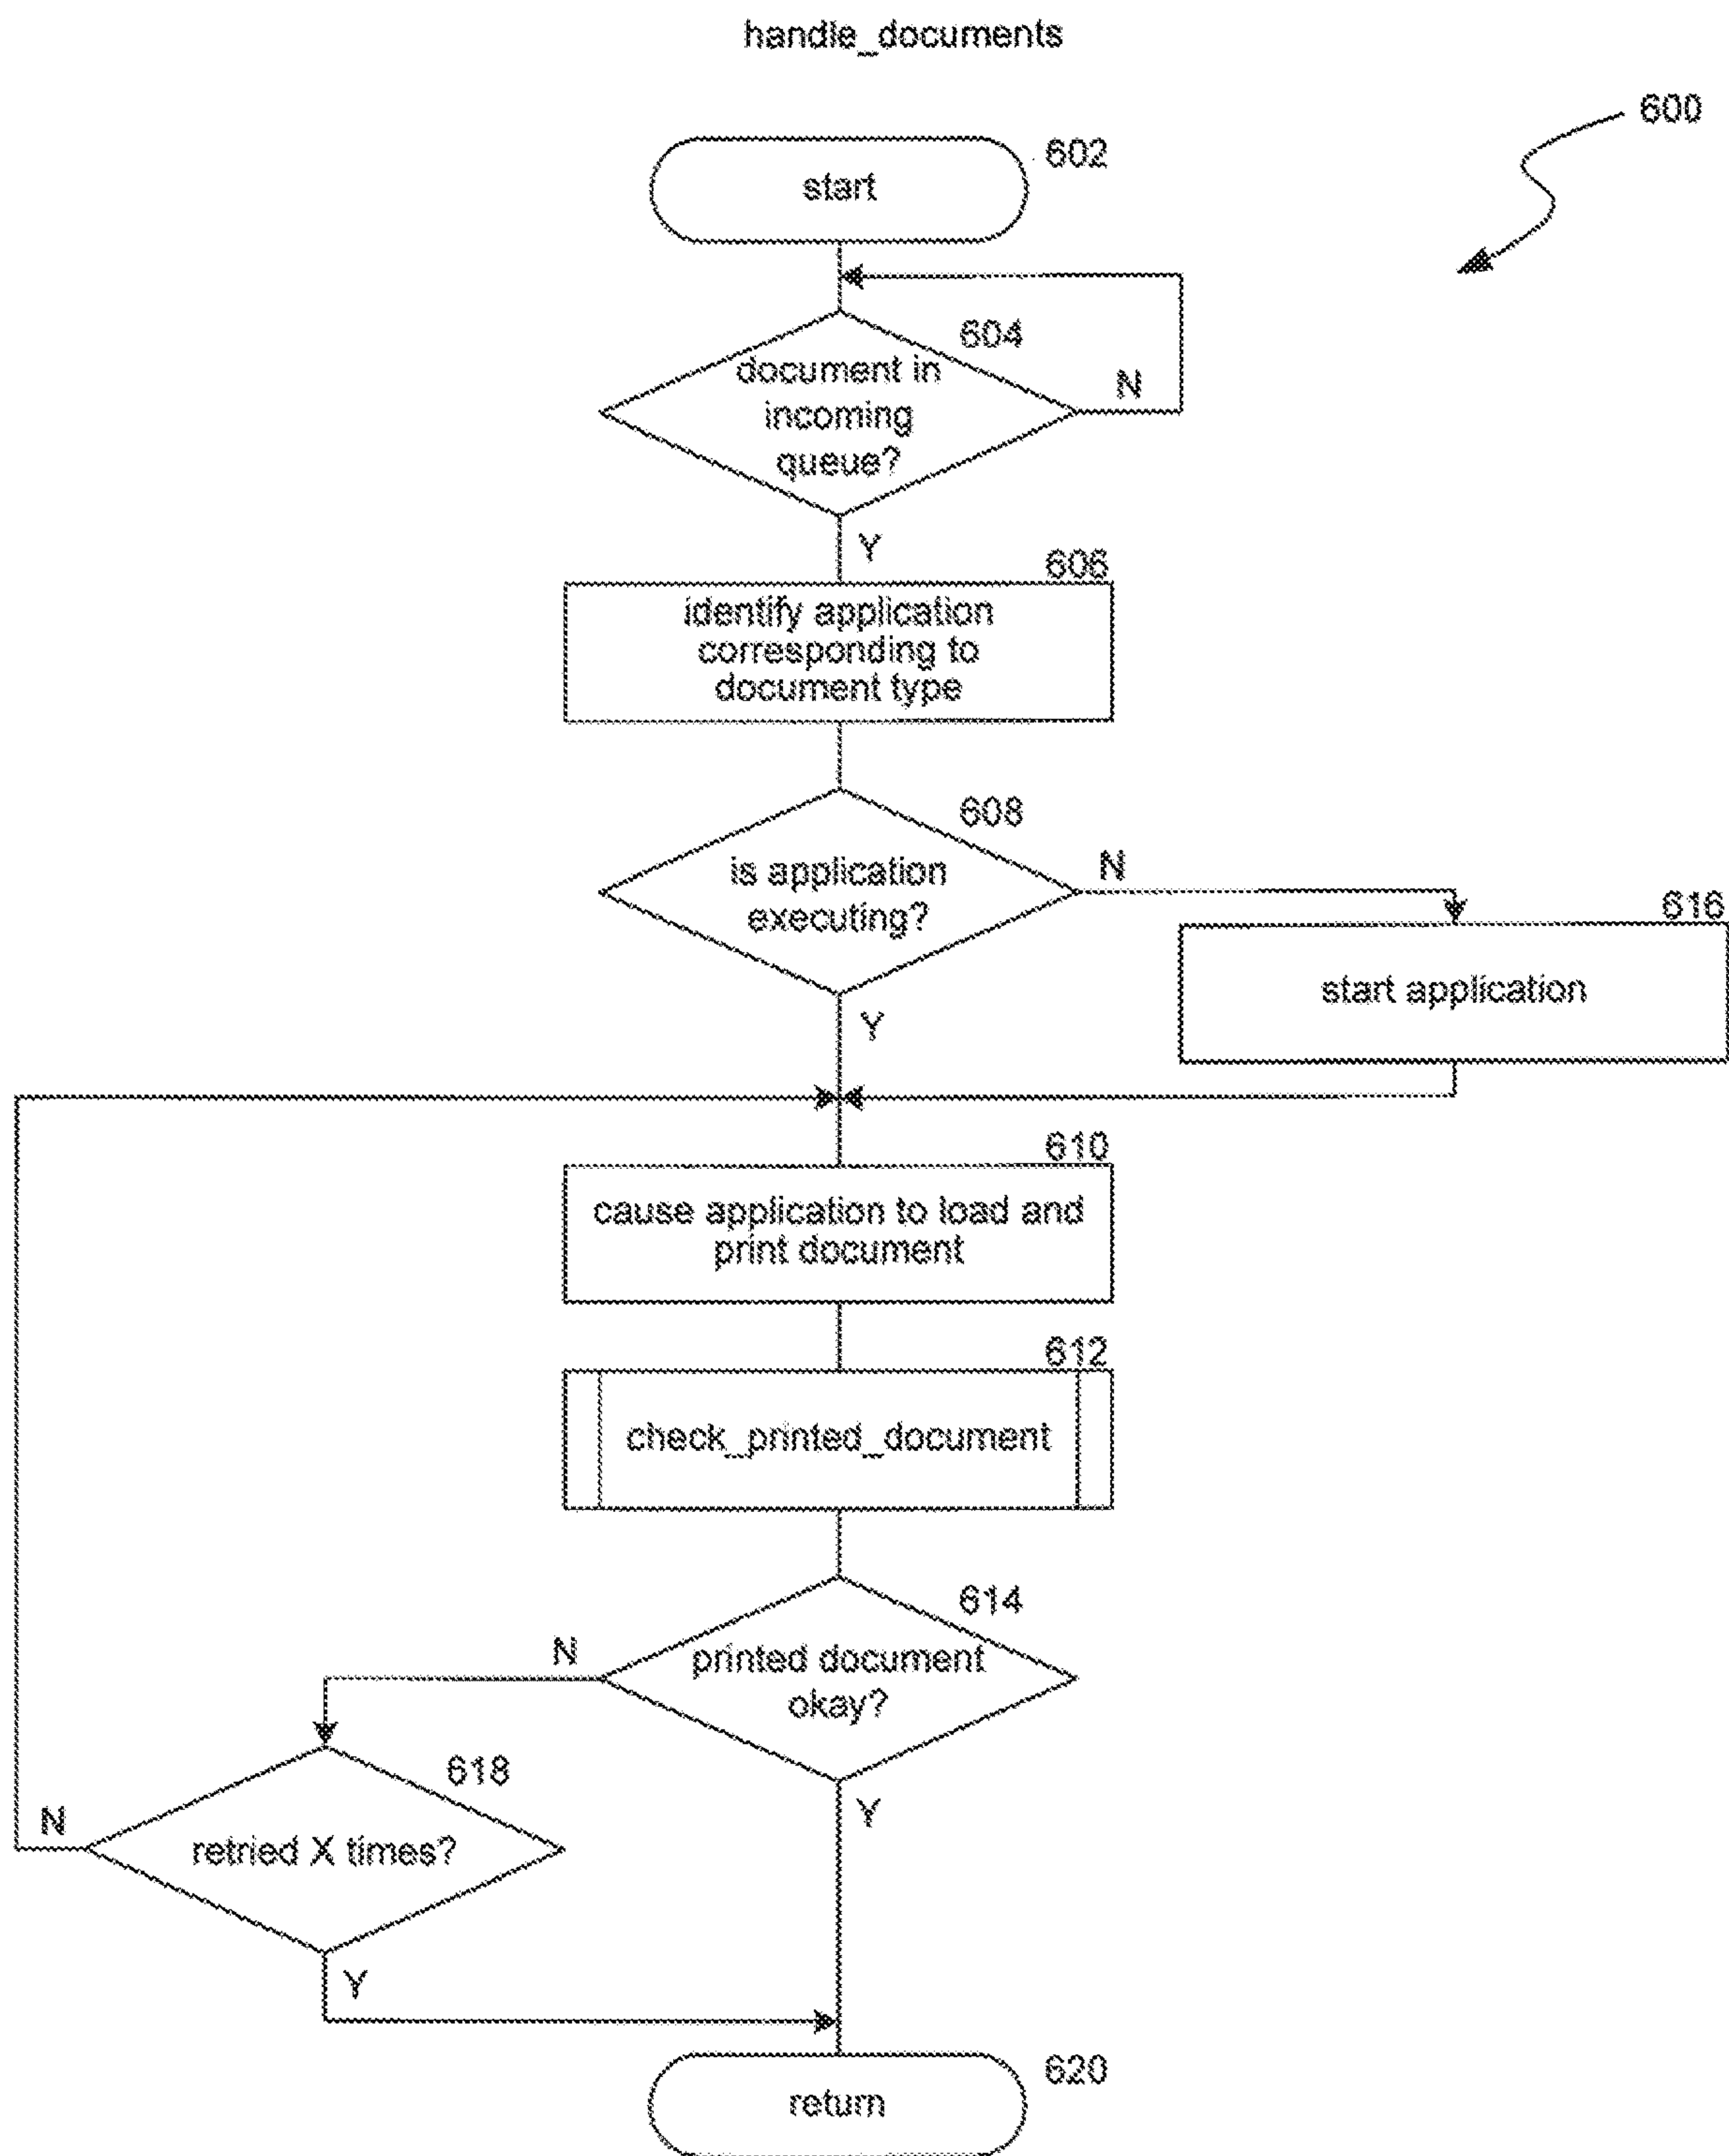 handle_documents
600
602
start
604
document in
incoming
queue?
N
Y
606
identify application
corresponding to
document type
608
is application
executing?
N
616
start application
Y
610
cause application to load and
print document
612
check_printed_document
614
printed document
okay?
N
618
retried X times?
N
Y
Y
620
return